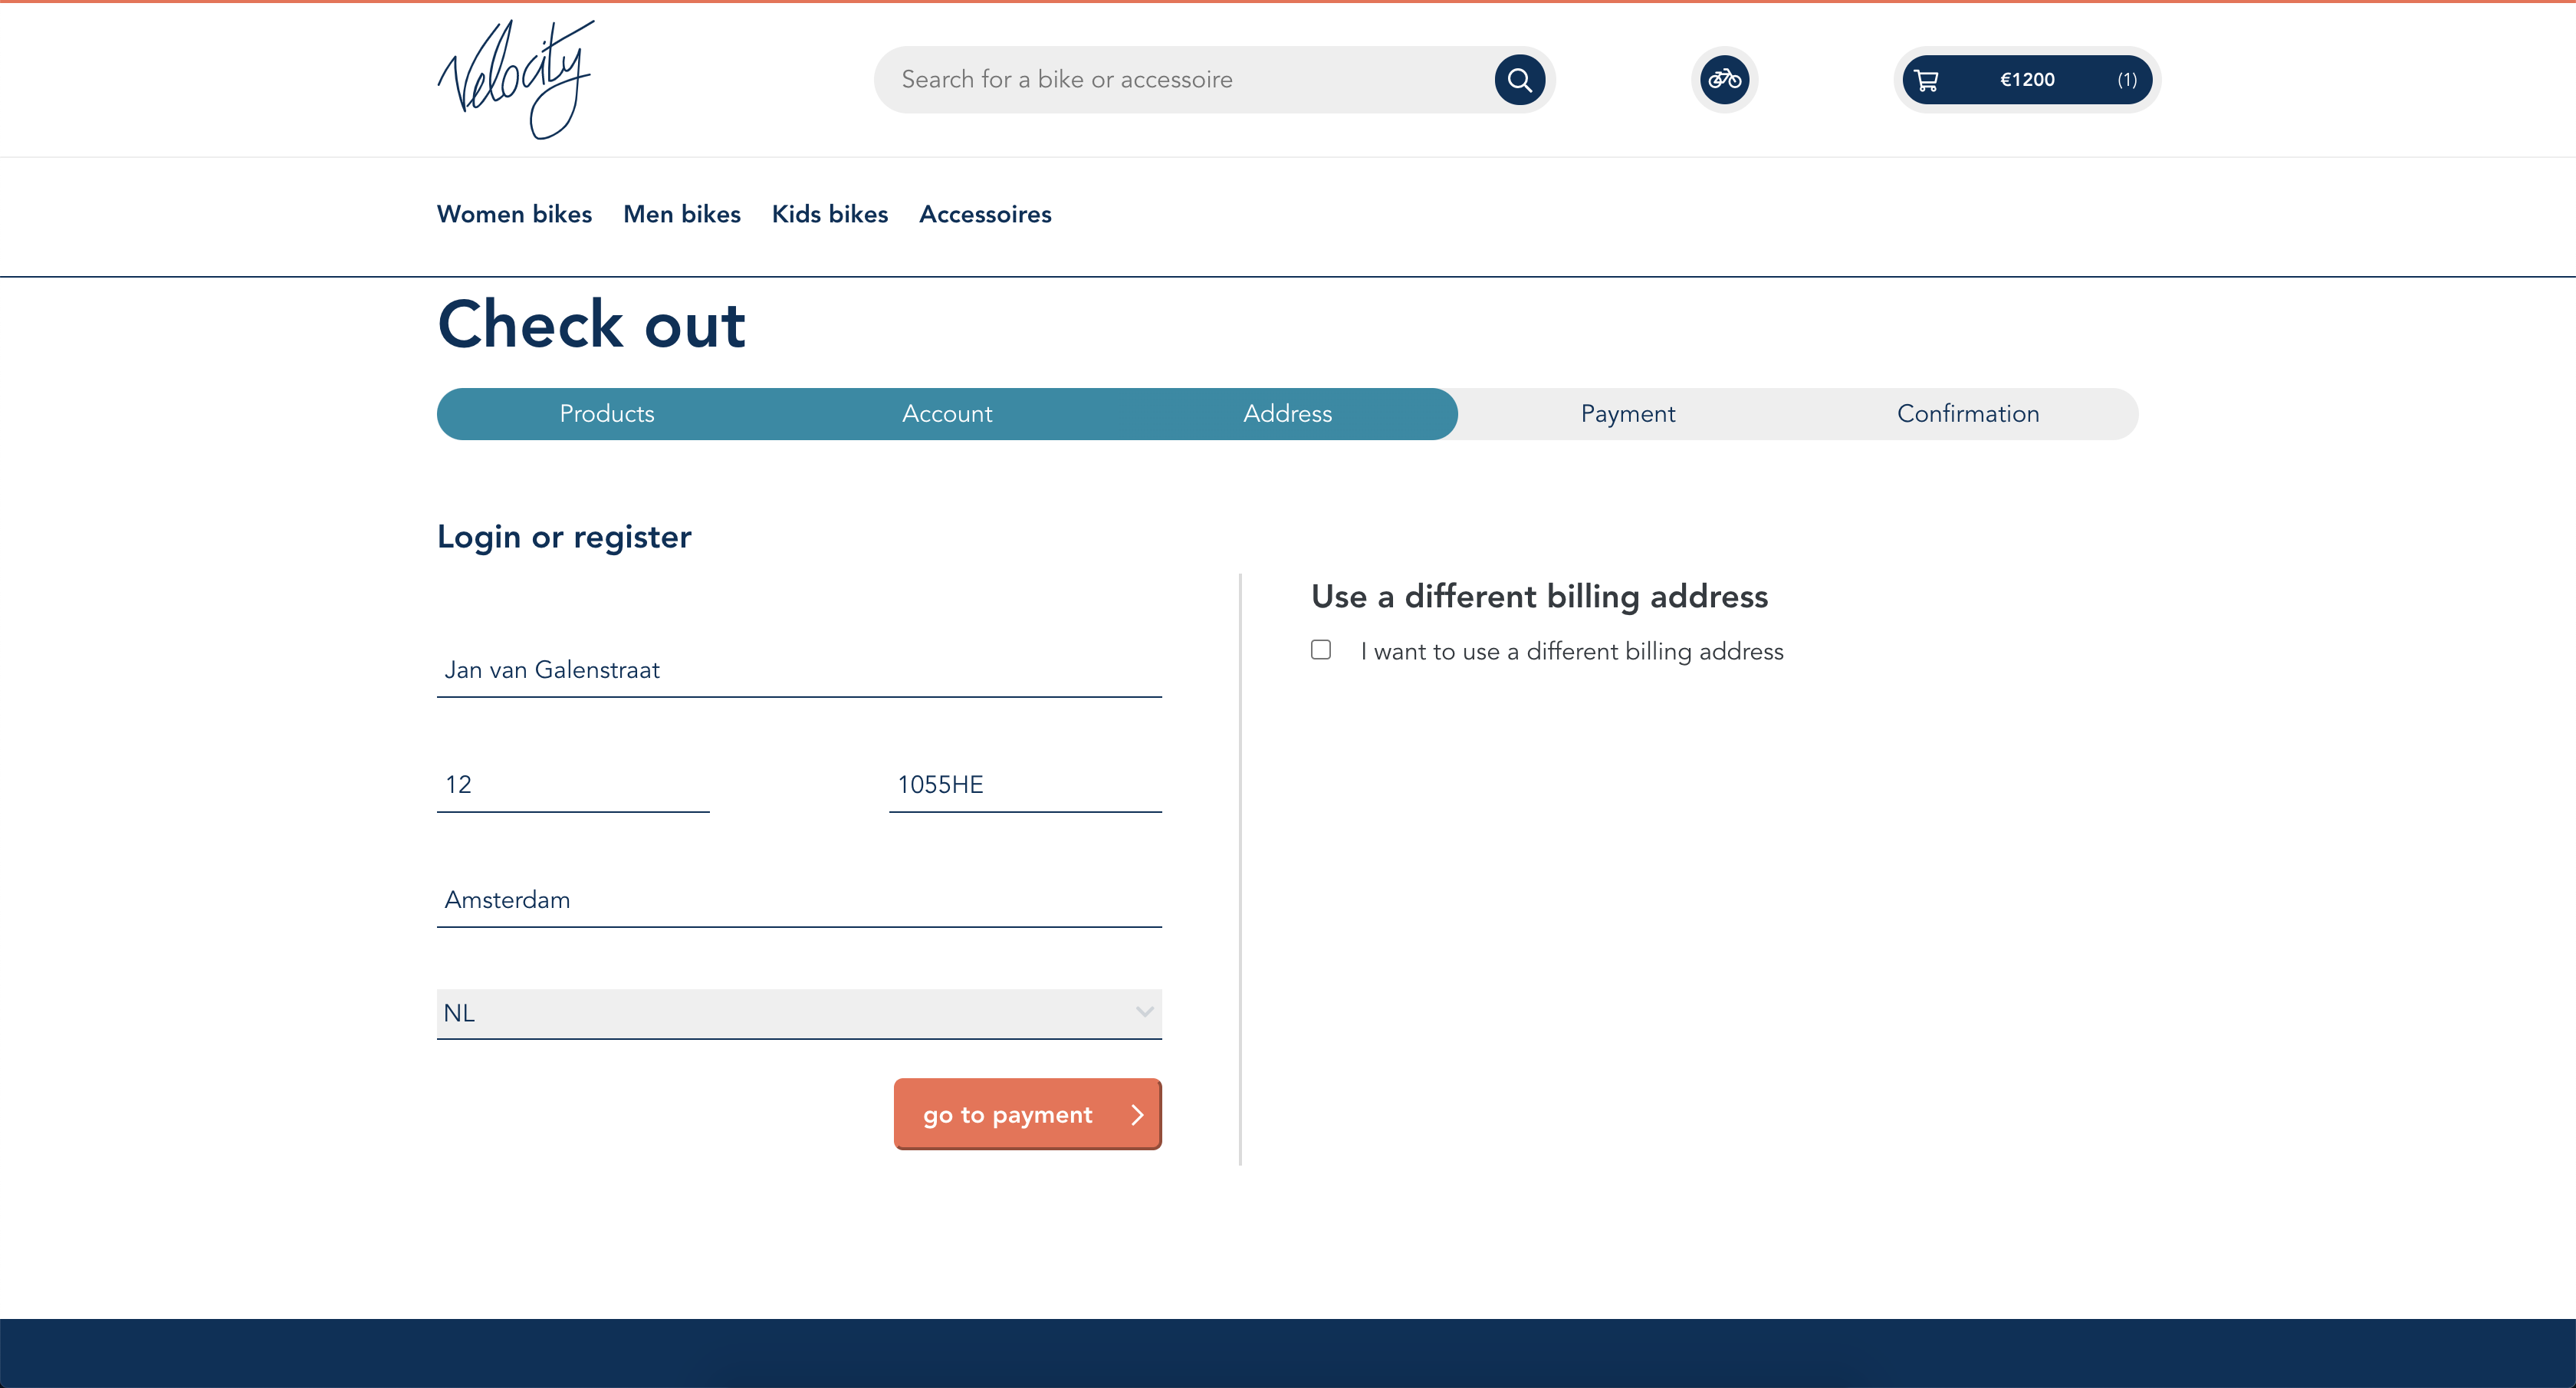 Velocity
Search for a bike or accessoire
€1200 (1)
Women bikes Men bikes Kids bikes Accessoires
Check out
Products Account Address Payment Confirmation
Login or register
Use a different billing address
I want to use a different billing address
Jan van Galenstraat
12 1055HE
Amsterdam
NL
go to payment